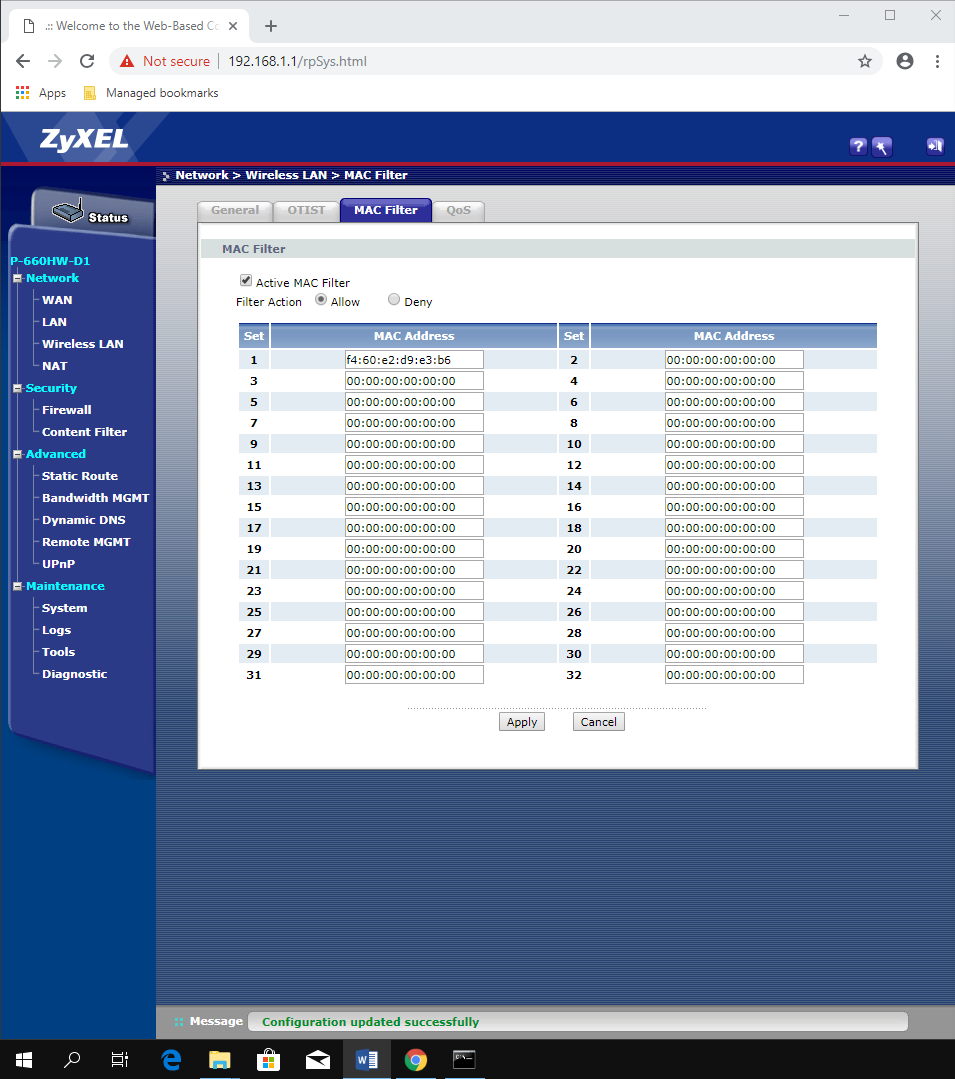 .:: Welcome to the Web-Based Co
Not secure | 192.168.1.1/rpSys.html
Apps Managed bookmarks
ZyXEL
Network > Wireless LAN > MAC Filter
Status
P-660HW-D1
Network
WAN
LAN
Wireless LAN
NAT
Security
Firewall
Content Filter
Advanced
Static Route
Bandwidth MGMT
Dynamic DNS
Remote MGMT
UPnP
Maintenance
System
Logs
Tools
Diagnostic
General OTIST MAC Filter QoS
MAC Filter
Active MAC Filter
Filter Action Allow Deny
Set MAC Address Set MAC Address
1 f4:60:e2:d9:e3:b6 2 00:00:00:00:00:00
3 00:00:00:00:00:00 4 00:00:00:00:00:00
5 00:00:00:00:00:00 6 00:00:00:00:00:00
7 00:00:00:00:00:00 8 00:00:00:00:00:00
9 00:00:00:00:00:00 10 00:00:00:00:00:00
11 00:00:00:00:00:00 12 00:00:00:00:00:00
13 00:00:00:00:00:00 14 00:00:00:00:00:00
15 00:00:00:00:00:00 16 00:00:00:00:00:00
17 00:00:00:00:00:00 18 00:00:00:00:00:00
19 00:00:00:00:00:00 20 00:00:00:00:00:00
21 00:00:00:00:00:00 22 00:00:00:00:00:00
23 00:00:00:00:00:00 24 00:00:00:00:00:00
25 00:00:00:00:00:00 26 00:00:00:00:00:00
27 00:00:00:00:00:00 28 00:00:00:00:00:00
29 00:00:00:00:00:00 30 00:00:00:00:00:00
31 00:00:00:00:00:00 32 00:00:00:00:00:00
Apply Cancel
Message Configuration updated successfully